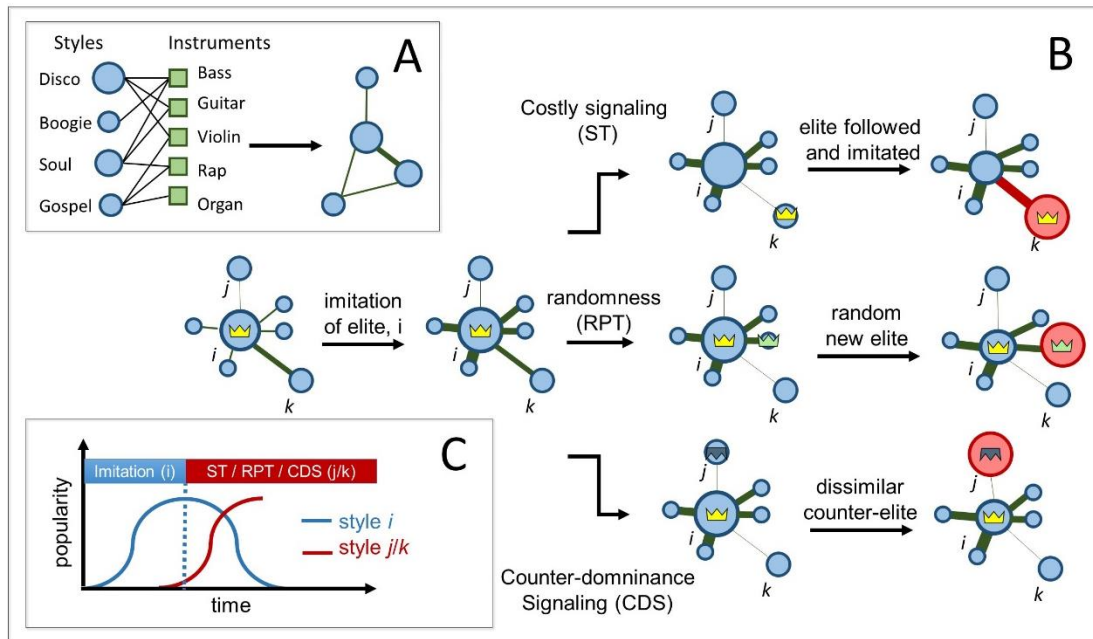 A
Styles
Instruments
Disco
Boogie
Soul
Gospel
Bass
Guitar
Violin
Rap
Organ
B
Costly signaling
(ST)
j
i
k
elite followed
and imitated
j
i
k
j
i
k
imitation
of elite, i
j
i
k
randomness
(RPT)
j
i
k
random
new elite
j
i
k
Counter-domninance
Signaling (CDS)
j
i
k
dissimilar
counter-elite
j
i
k
C
Imitation (i)
ST / RPT / CDS (j/k)
popularity
style i
style j/k
time